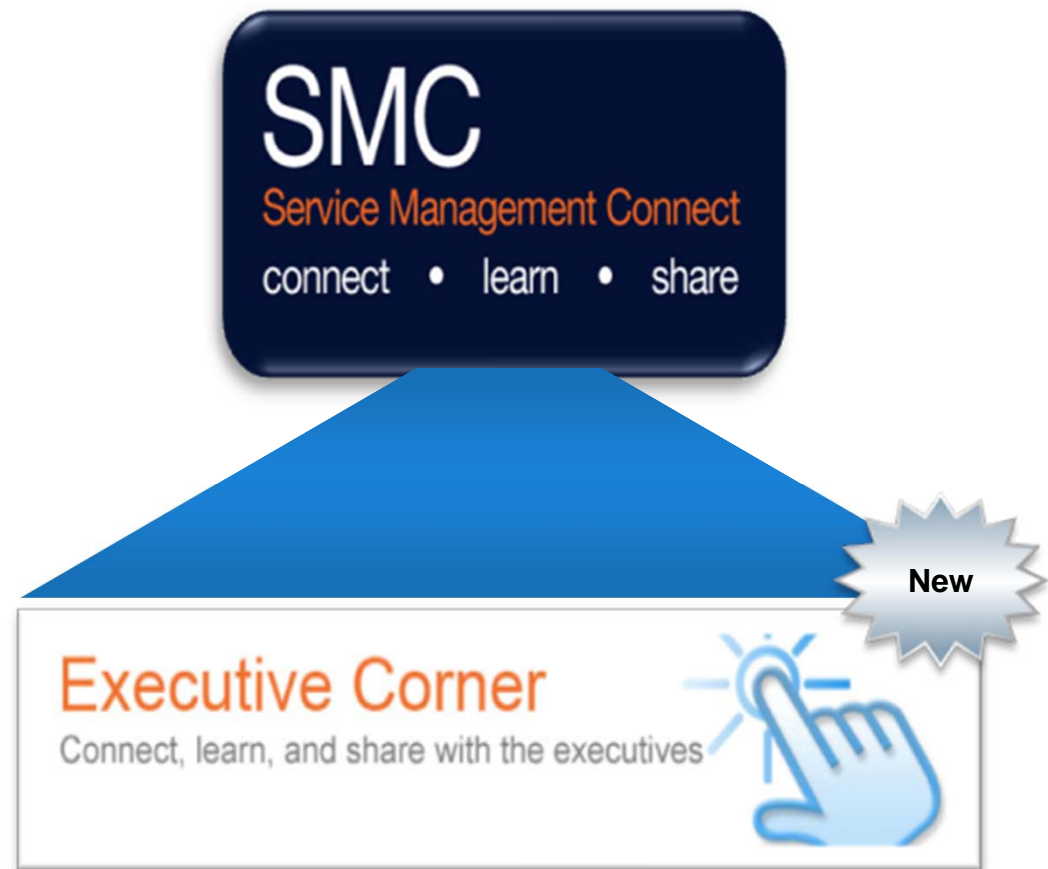 SMC
Service Management Connect
connect • learn • share
New
Executive Corner
Connect, learn, and share with the executives